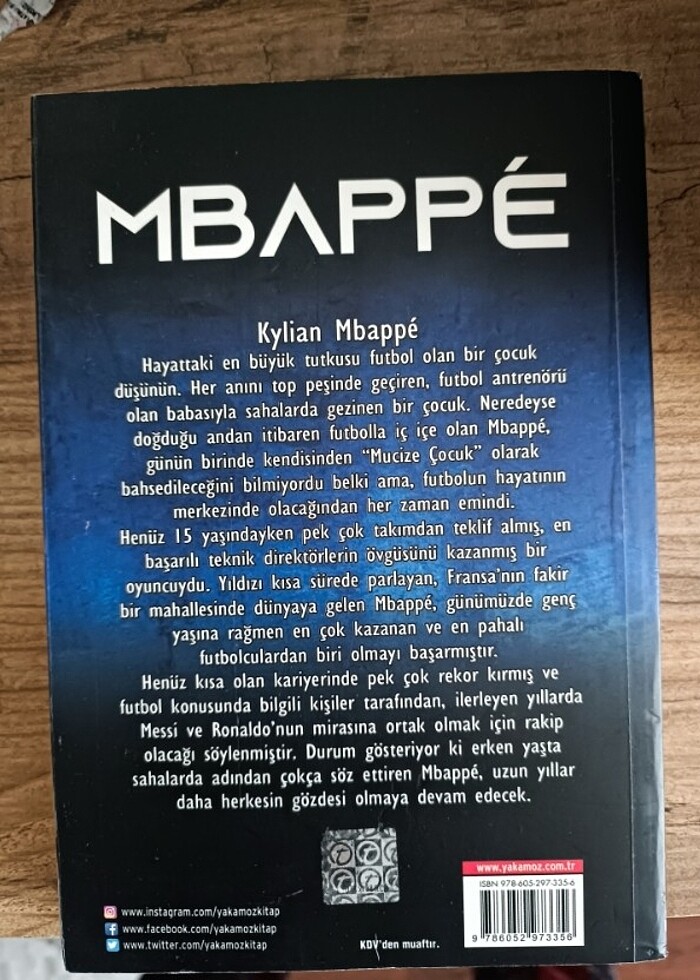 MBAPPÉ
Kylian Mbappé
Hayattaki en büyük tutkusu futbol olan bir çocuk
düşünün. Her anını top peşinde geçiren, futbol antrenörü
olan babasıyla sahalarda gezinen bir çocuk. Neredeyse
doğduğu andan itibaren futbolla iç içe olan Mbappé,
günün birinde kendisinden “Mucize Çocuk” olarak
bahsedileceğini bilmiyordu belki ama, futbolun hayatının
merkezinde olacağından her zaman emindi.
Henüz 15 yaşındayken pek çok takımdan teklif almış, en
başarılı teknik direktörlerin övgüsünü kazanmış bir
oyuncuydu. Yıldızı kısa sürede parlayan, Fransa’nın fakir
bir mahallesinde dünyaya gelen Mbappé, günümüzde genç
yaşına rağmen en çok kazanan ve en pahalı
futbolculardan biri olmayı başarmıştır.
Henüz kısa olan kariyerinde pek çok rekor kırmış ve
futbol konusunda bilgili kişiler tarafından, ilerleyen yıllarda
Messi ve Ronaldo’nun mirasına ortak olmak için rakip
olacağı söylenmiştir. Durum gösteriyor ki erken yaşta
sahalarda adından çokça söz ettiren Mbappé, uzun yıllar
daha herkesin gözdesi olmaya devam edecek.
www.instagram.com/yakamozkitap
www.facebook.com/yakamozkitap
www.twitter.com/yakamozkitap
KDV’den muaftır.
www.yakamoz.com.tr
ISBN 978-605-297-335-6
9 786052 973356